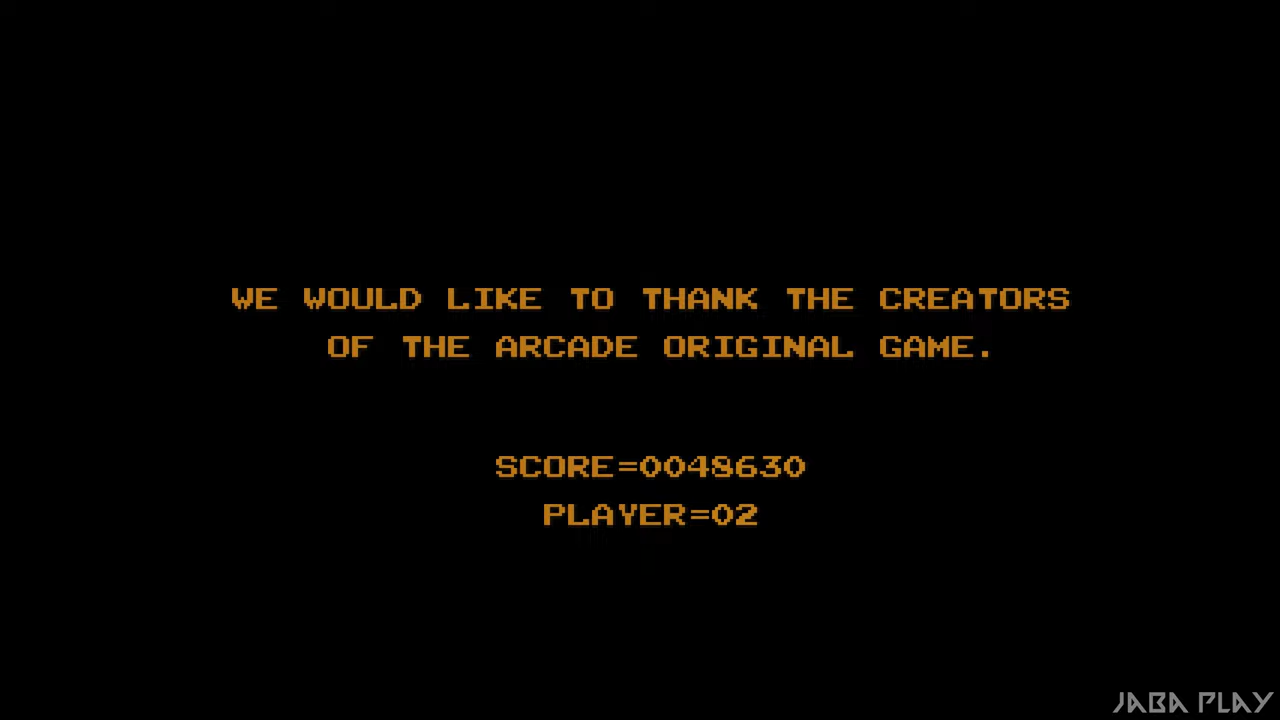 WE WOULD LIKE TO THANK THE CREATORS
OF THE ARCADE ORIGINAL GAME.
SCORE=0048630
PLAYER=02
JABA PLAY